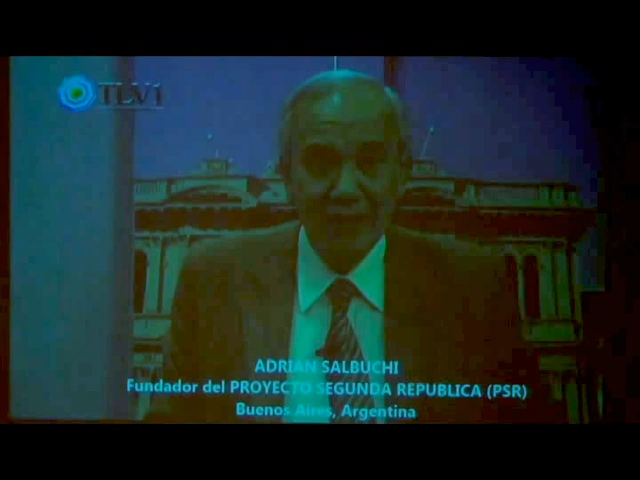 TLV1
ADRIAN SALBUCHI
Fundador del PROYECTO SEGUNDA REPUBLICA (PSR)
Buenos Aires, Argentina